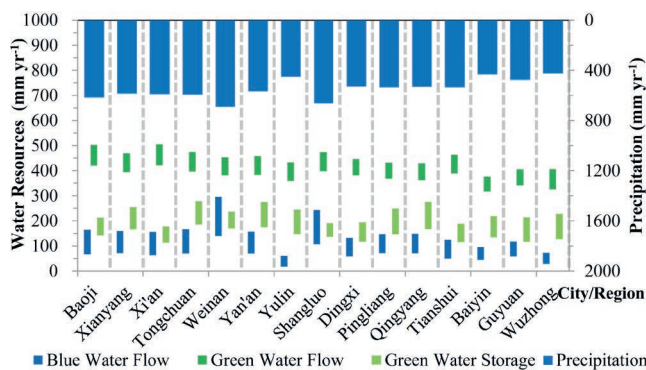 Water Resources (mm yr-1)
1000
900
800
700
600
500
400
300
200
100
0
0
400
800
1200
1600
2000
Precipitation (mm yr-1)
Baoji
Xianyang
Xi'an
Tongchuan
Weinan
Yan'an
Yulin
Shangluo
Dingxi
Pingliang
Qingyang
Tianshui
Baiyin
Guyuan
Wuzhong
City/Region
Blue Water Flow Green Water Flow Green Water Storage Precipitation